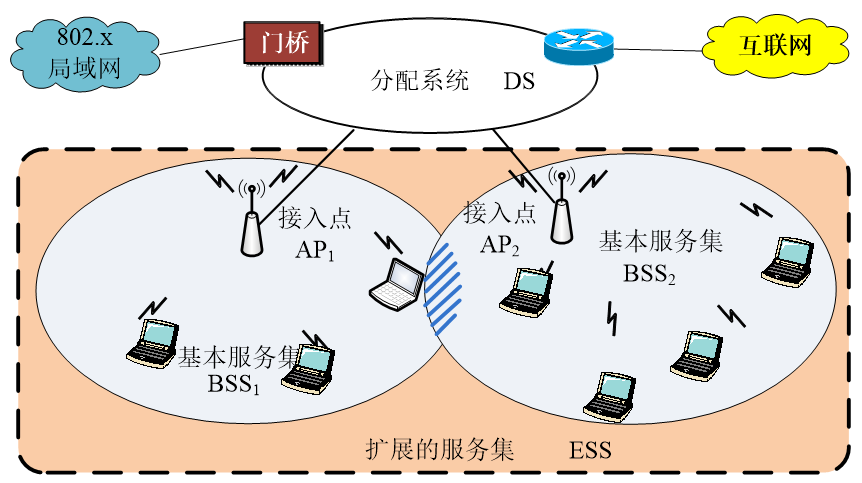 802.x
局域网
门桥
互联网
分配系统 DS
接入点
AP1
接入点
AP2
基本服务集
BSS2
基本服务集
BSS1
扩展的服务集 ESS